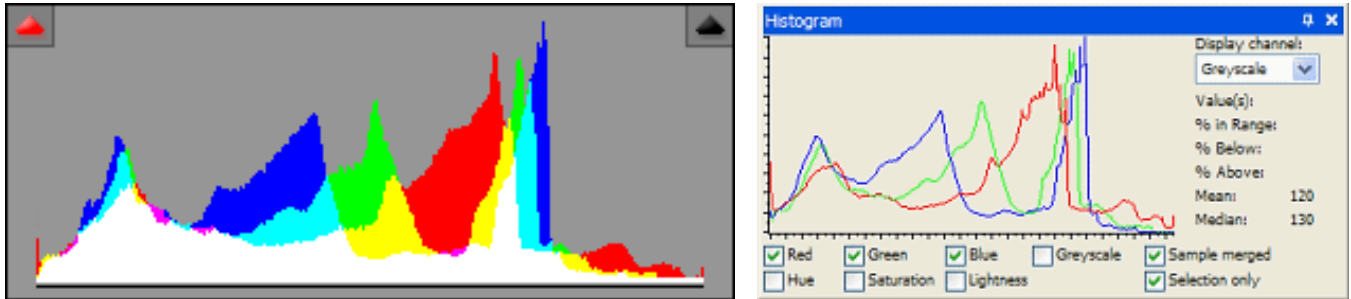 Histogram
Display channel:
Greyscale
Value(s):
% in Range:
% Below:
% Above:
Mean: 120
Median: 130
Red Green Blue Greyscale Sample merged
Hue Saturation Lightness Selection only